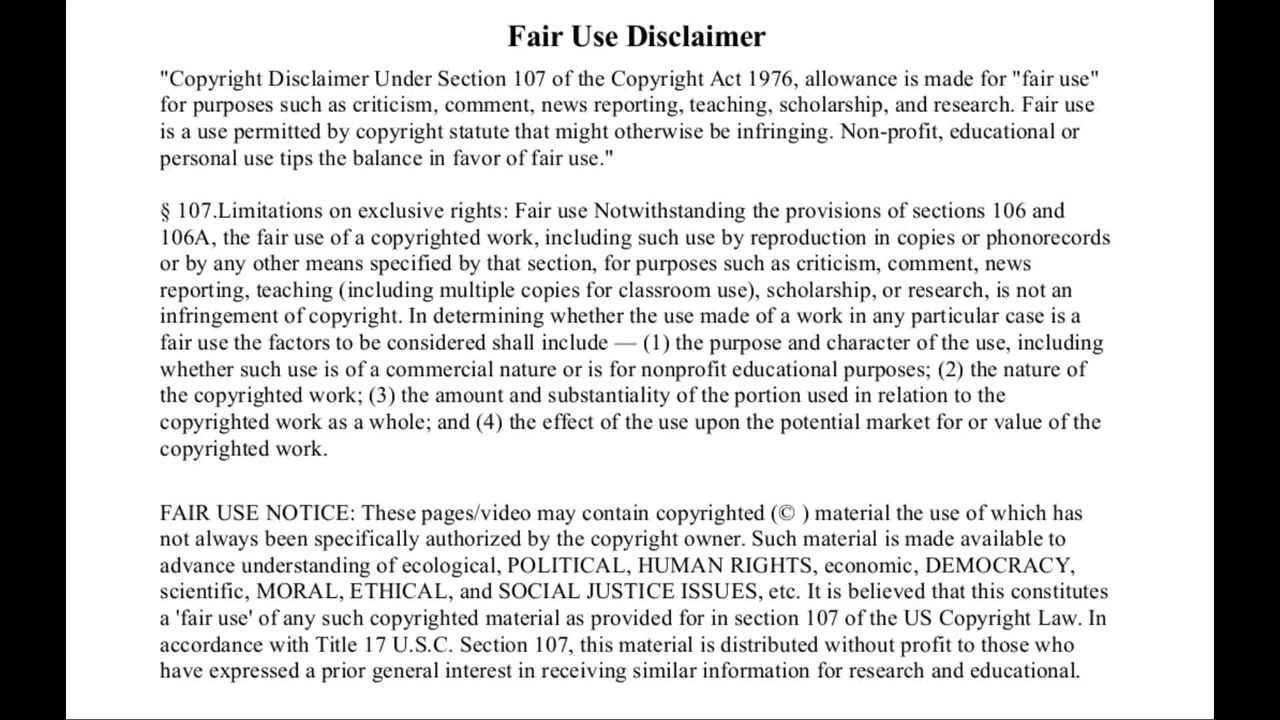 Fair Use Disclaimer
"Copyright Disclaimer Under Section 107 of the Copyright Act 1976, allowance is made for "fair use"
for purposes such as criticism, comment, news reporting, teaching, scholarship, and research. Fair use
is a use permitted by copyright statute that might otherwise be infringing. Non-profit, educational or
personal use tips the balance in favor of fair use."
§ 107.Limitations on exclusive rights: Fair use Notwithstanding the provisions of sections 106 and
106A, the fair use of a copyrighted work, including such use by reproduction in copies or phonorecords
or by any other means specified by that section, for purposes such as criticism, comment, news
reporting, teaching (including multiple copies for classroom use), scholarship, or research, is not an
infringement of copyright. In determining whether the use made of a work in any particular case is a
fair use the factors to be considered shall include — (1) the purpose and character of the use, including
whether such use is of a commercial nature or is for nonprofit educational purposes; (2) the nature of
the copyrighted work; (3) the amount and substantiality of the portion used in relation to the
copyrighted work as a whole; and (4) the effect of the use upon the potential market for or value of the
copyrighted work.
FAIR USE NOTICE: These pages/video may contain copyrighted (© ) material the use of which has
not always been specifically authorized by the copyright owner. Such material is made available to
advance understanding of ecological, POLITICAL, HUMAN RIGHTS, economic, DEMOCRACY,
scientific, MORAL, ETHICAL, and SOCIAL JUSTICE ISSUES, etc. It is believed that this constitutes
a 'fair use' of any such copyrighted material as provided for in section 107 of the US Copyright Law. In
accordance with Title 17 U.S.C. Section 107, this material is distributed without profit to those who
have expressed a prior general interest in receiving similar information for research and educational.